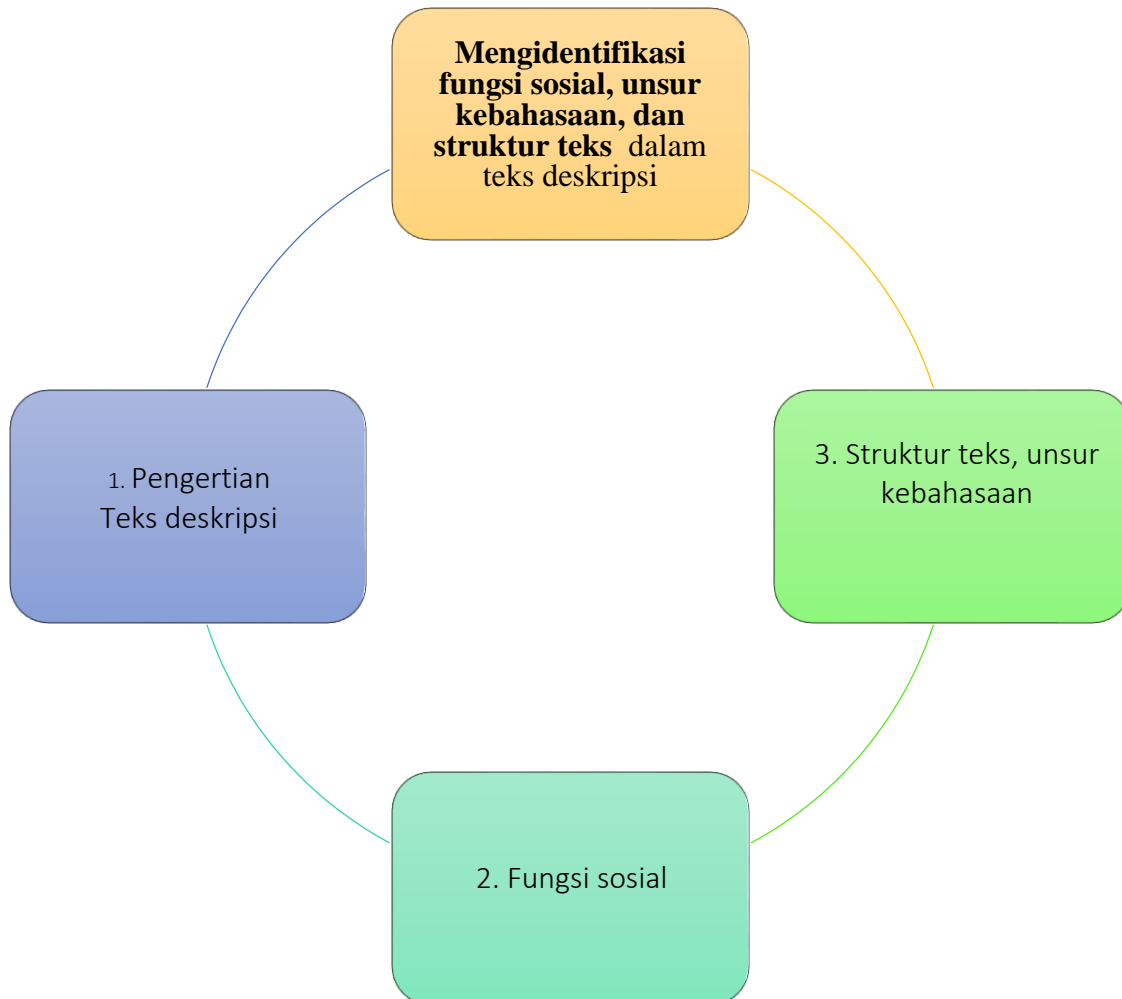 Mengidentifikasi
fungsi sosial, unsur
kebahasaan, dan
struktur teks dalam
teks deskripsi
1. Pengertian
Teks deskripsi
3. Struktur teks, unsur
kebahasaan
2. Fungsi sosial